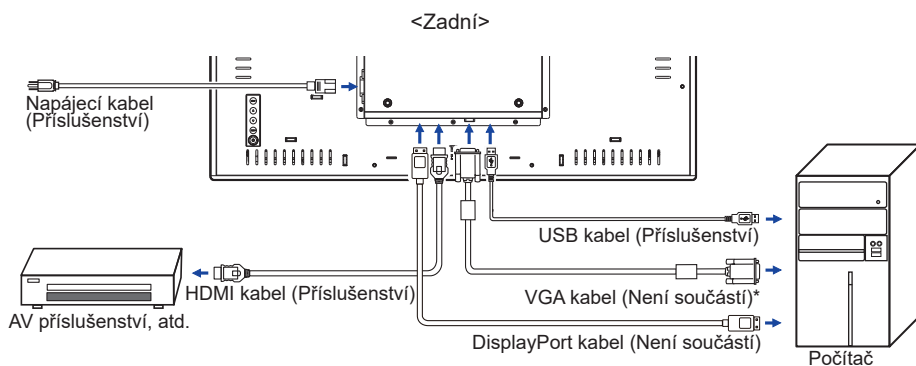 <Zadní>
Napájecí kabel
(Příslušenství)
USB kabel (Příslušenství)
HDMI kabel (Příslušenství)
VGA kabel (Není součástí)*
AV příslušenství, atd.
DisplayPort kabel (Není součástí)
Počítač